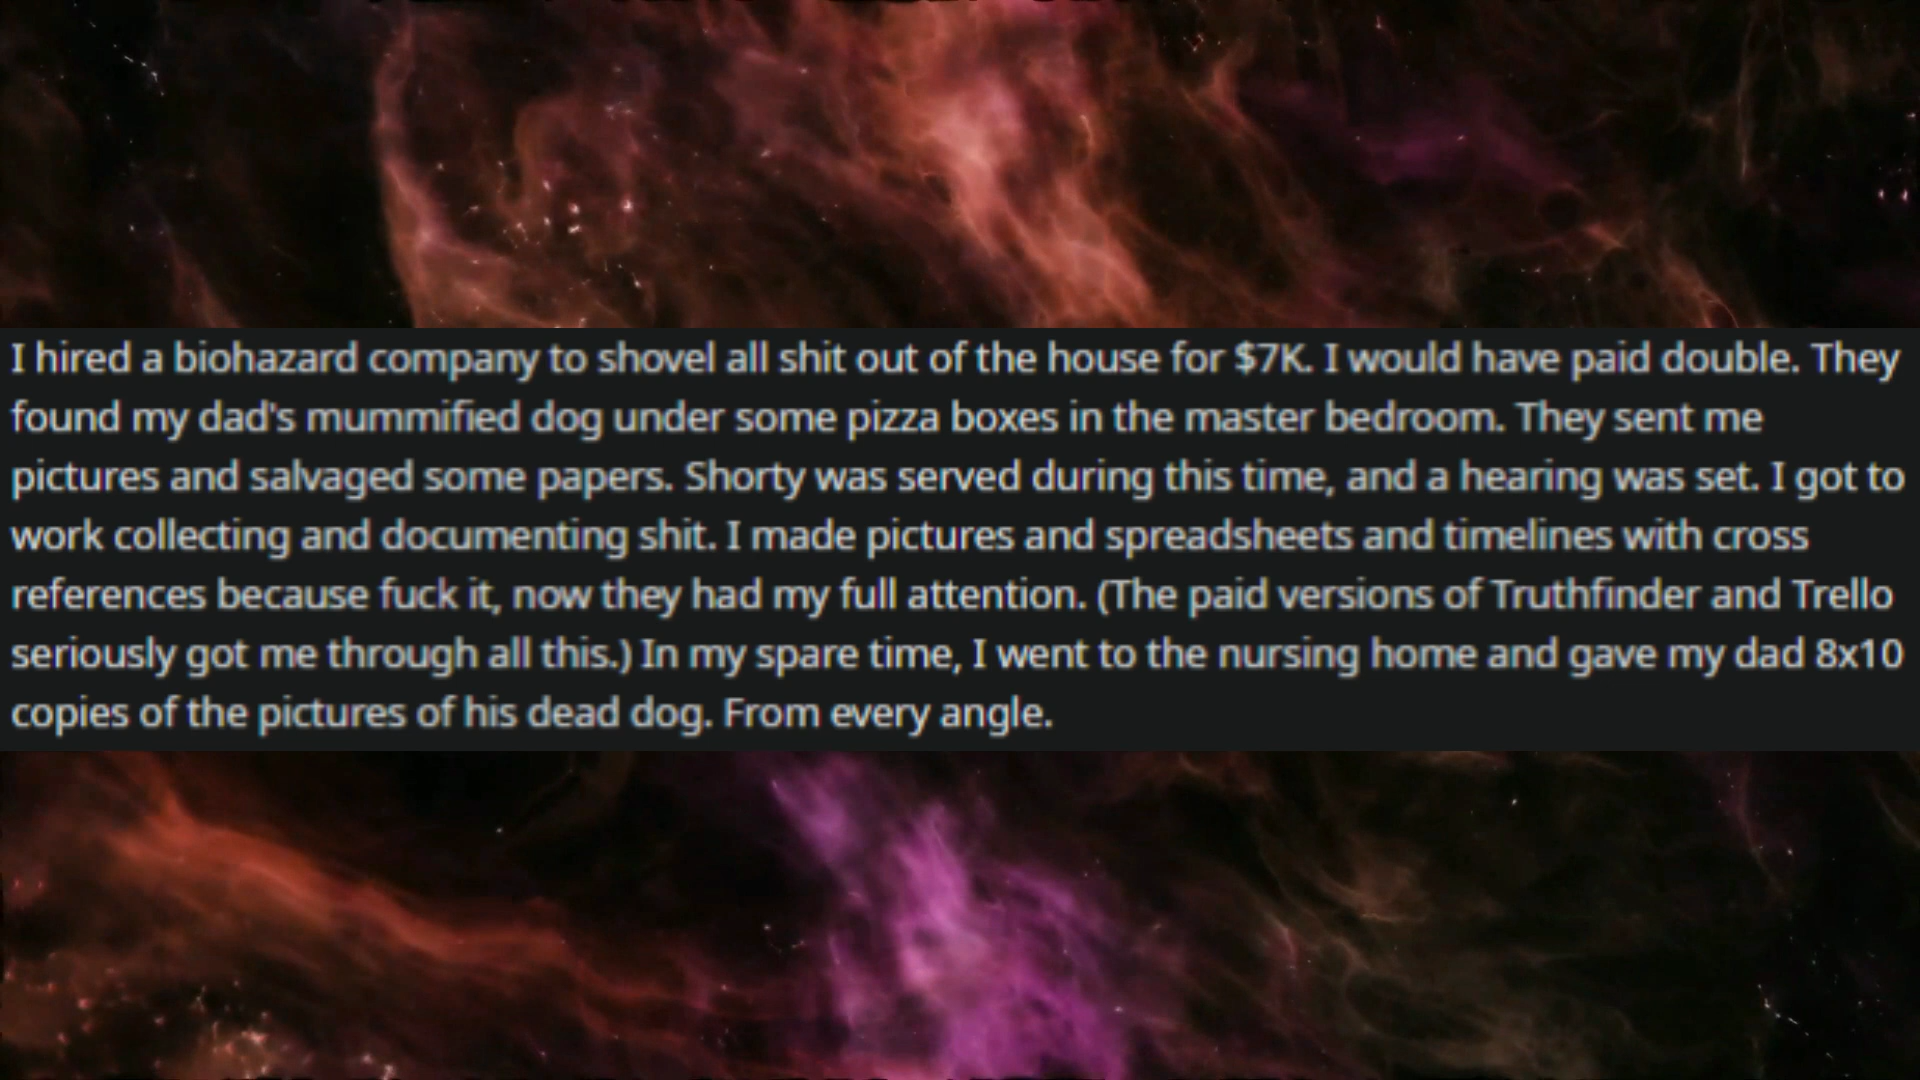 I hired a biohazard company to shovel all shit out of the house for $7K. I would have paid double. They
found my dad's mummified dog under some pizza boxes in the master bedroom. They sent me
pictures and salvaged some papers. Shorty was served during this time, and a hearing was set. I got to
work collecting and documenting shit. I made pictures and spreadsheets and timelines with cross
references because fuck it, now they had my full attention. (The paid versions of Truthfinder and Trello
seriously got me through all this.) In my spare time, I went to the nursing home and gave my dad 8x10
copies of the pictures of his dead dog. From every angle.